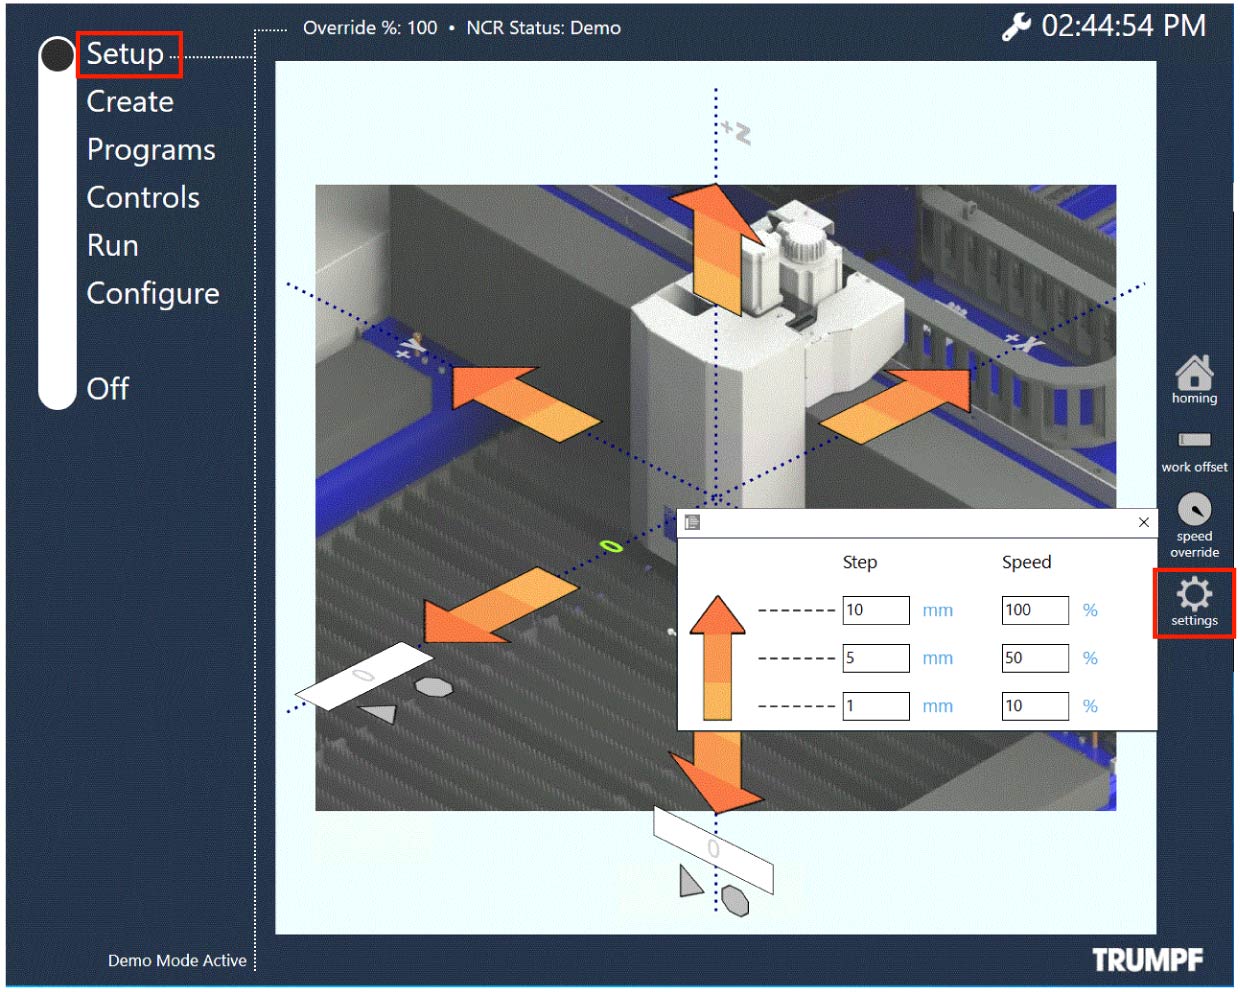 Override %: 100 • NCR Status: Demo
02:44:54 PM
Setup
Create
Programs
Controls
Run
Configure
Off
+Z
+Y
+X
homing
work offset
speed
override
settings
Step Speed
10 mm 100 %
5 mm 50 %
1 mm 10 %
0
0
Demo Mode Active
TRUMPF